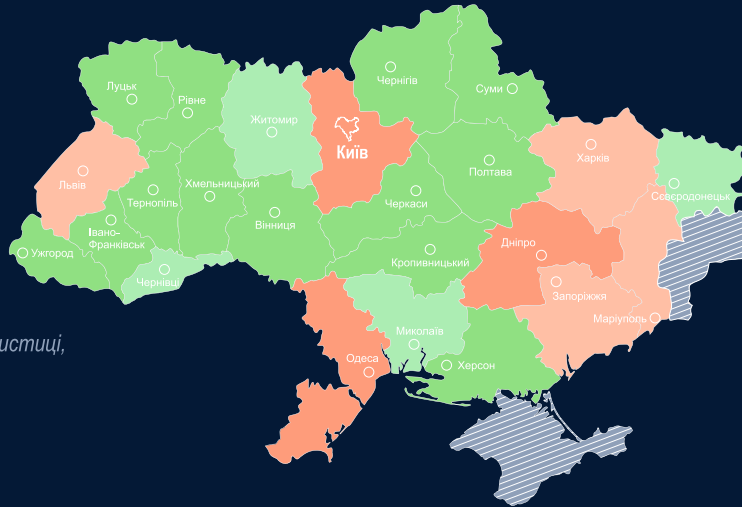 Чернігів
Луцьк
Суми
Рівне
Житомир
Київ
Харків
Полтава
Львів
Хмельницький
Сєвєродонецьк
Тернопіль
Черкаси
Вінниця
Івано-
Франківськ
Ужгород
Дніпро
Кропивницький
Чернівці
Запоріжжя
Маріуполь
Миколаїв
истиці,
Одеса
Херсон